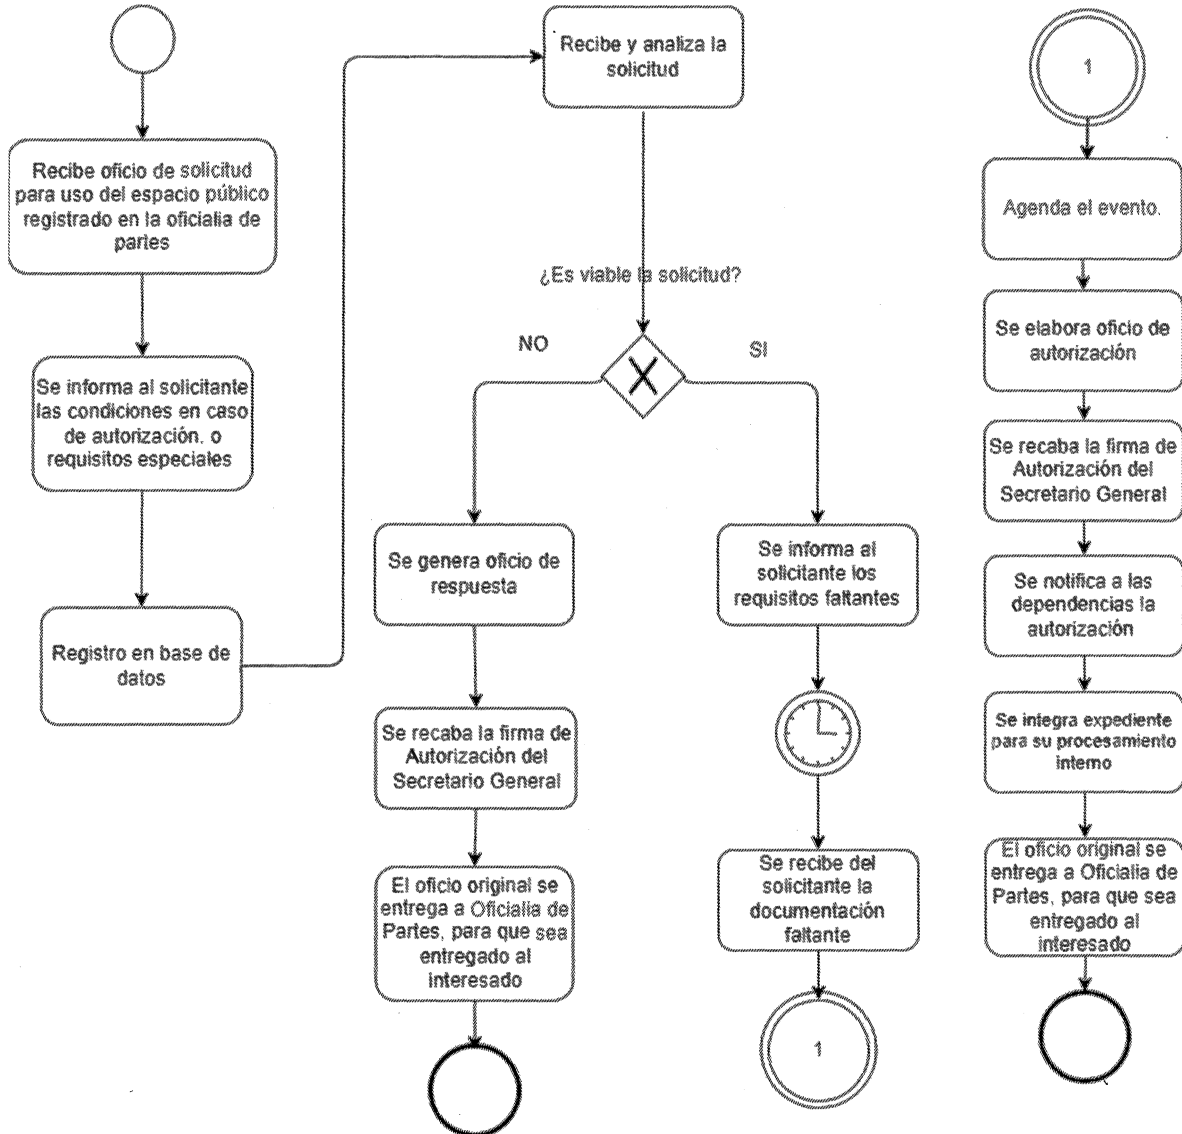 Recibe oficio de solicitud
para uso del espacio público
registrado en la oficialia de
partes
Se informa al solicitante
las condiciones en caso
de autorización. o
requisitos especiales
Registro en base de
datos
Recibe y analiza la
solicitud
¿Es viable la solicitud?
NO
SI
Se genera oficio de
respuesta
Se recaba la firma de
Autorización del
Secretario General
El oficio original se
entrega a Oficialia de
Partes, para que sea
entregado al
interesado
Se informa al
solicitante los
requisitos faltantes
Se recibe del
solicitante la
documentación
faltante
1
1
Agenda el evento.
Se elabora oficio de
autorización
Se recaba la firma de
Autorización del
Secretario General
Se notifica a las
dependencias la
autorización
Se integra expediente
para su procesamiento
interno
El oficio original se
entrega a Oficialia de
Partes, para que sea
entregado al
interesado